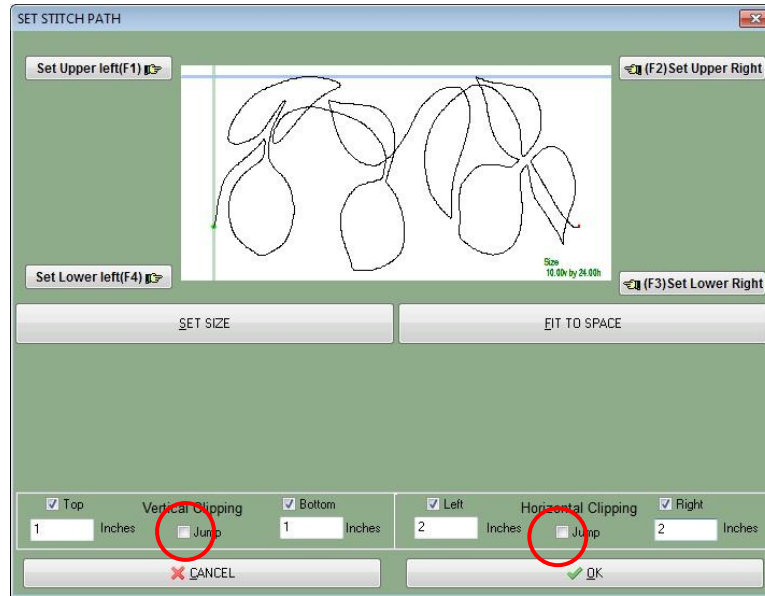 SET STITCH PATH
Set Upper left(F1)
(F2)Set Upper Right
Size
10.00v by 24.00h
Set Lower left(F4)
(F3)Set Lower Right
SET SIZE
FIT TO SPACE
Top
Vertical Clipping
Bottom
Left
Horizontal Clipping
Right
1 Inches
Jump
1 Inches
2 Inches
Jump
2 Inches
CANCEL
OK